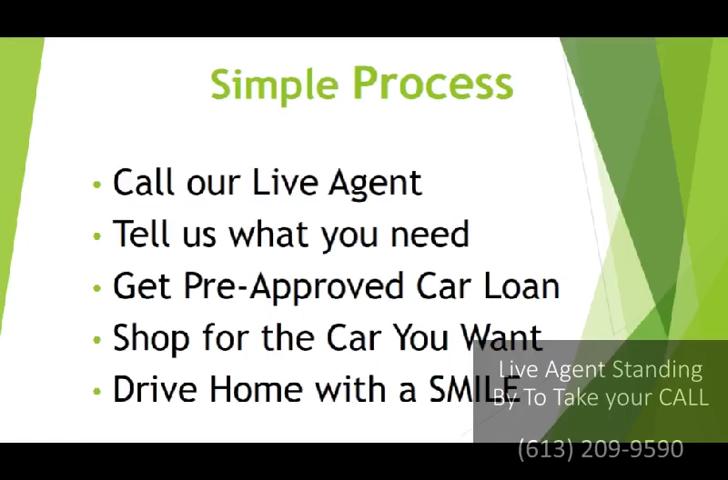 Simple Process
• Call our Live Agent
• Tell us what you need
• Get Pre-Approved Car Loan
• Shop for the Car You Want
• Drive Home with a SMILE
Live Agent Standing
By To Take your CALL
(613) 209-9590